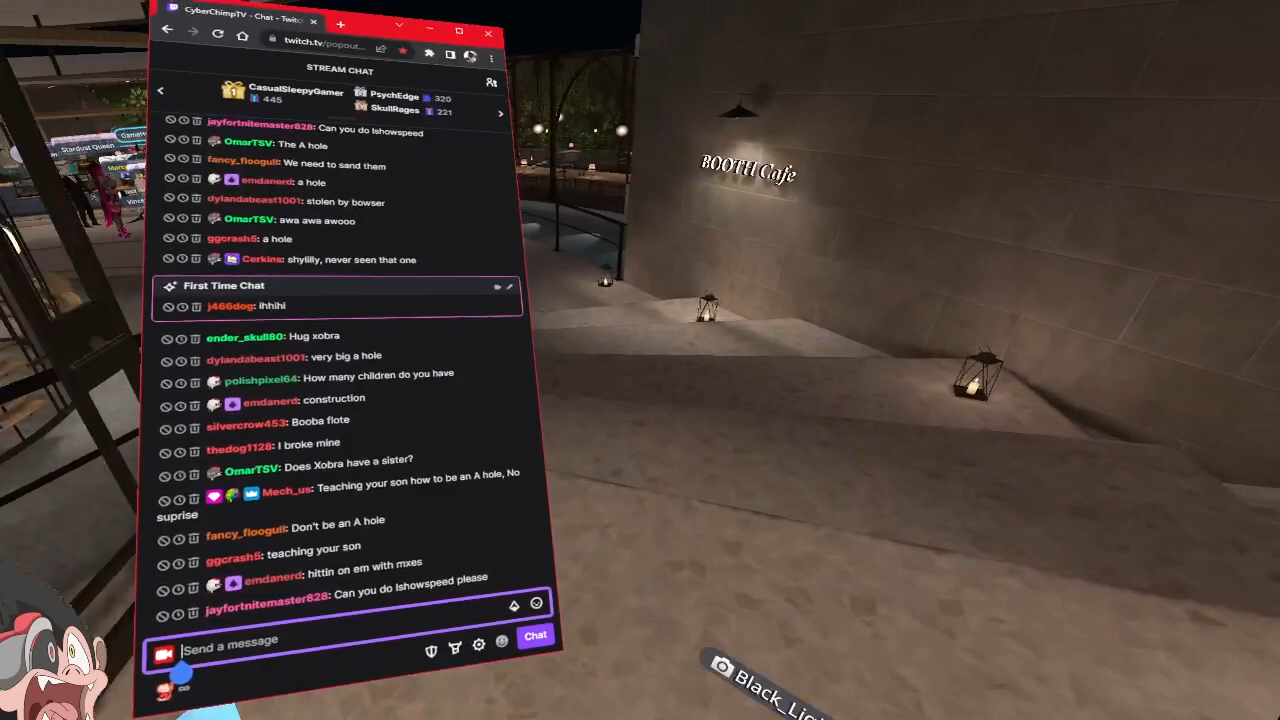 CyberChimpTV - Chat - Twitc
twitch.tv/popout...
STREAM CHAT
CasualSleepyGamer
445
PsychEdge 320
SkullRages 221
jayfortnitemaster828: Can you do Ishowspeed
OmarTSV: The A hole
fancy_floogull: We need to sand them
emdanerd: a hole
dylandabeast1001: stolen by bowser
OmarTSV: awa awa awooo
ggcrash5: a hole
Cerkins: shylilly, never seen that one
First Time Chat
j466dog: ihhihi
ender_skull80: Hug xobra
dylandabeast1001: very big a hole
polishpixel64: How many children do you have
emdanerd: construction
silvercrow453: Booba flote
thedog1128: I broke mine
OmarTSV: Does Xobra have a sister?
Mech_us: Teaching your son how to be an A hole, No
suprise
fancy_floogull: Don't be an A hole
ggcrash5: teaching your son
emdanerd: hittin on em with mxes
jayfortnitemaster828: Can you do Ishowspeed please
Send a message
Chat
BOOTH Cafe
Stardust Queen
Black_Lig